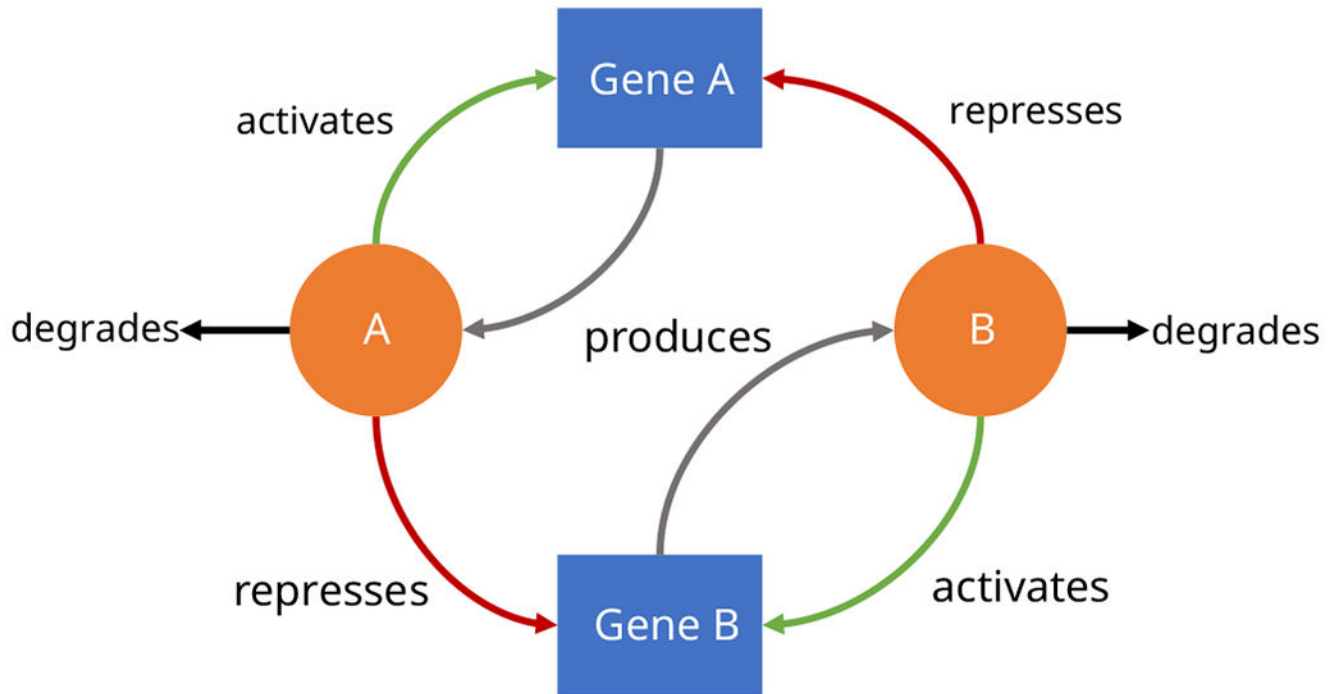 Gene A
activates
represses
degrades
A
produces
B
degrades
represses
activates
Gene B